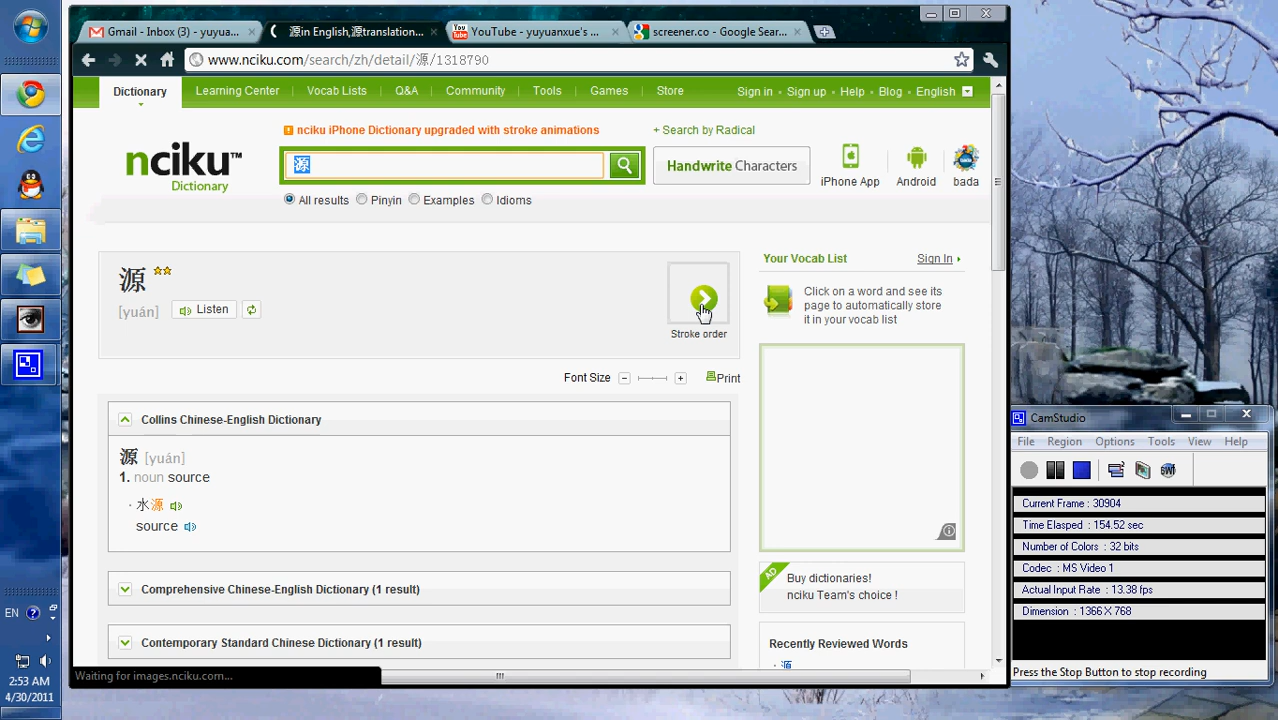 Gmail - Inbox (3) - yuyua...
源in English,源translation...
YouTube - yuyuanxue's ...
screener.co - Google Sear...
www.nciku.com/search/zh/detail/源/1318790
Dictionary
Learning Center
Vocab Lists
Q&A
Community
Tools
Games
Store
Sign in
Sign up
Help
Blog
English
nciku iPhone Dictionary upgraded with stroke animations
+ Search by Radical
nciku™
Dictionary
源
Handwrite Characters
iPhone App
Android
bada
All results
Pinyin
Examples
Idioms
源
[yuán]
Listen
Stroke order
Your Vocab List
Sign In
Click on a word and see its
page to automatically store
it in your vocab list
Font Size
Print
Collins Chinese-English Dictionary
源 [yuán]
1. noun source
· 水源
source
Comprehensive Chinese-English Dictionary (1 result)
Contemporary Standard Chinese Dictionary (1 result)
AD
Buy dictionaries!
nciku Team's choice !
Recently Reviewed Words
· 源
Waiting for images.nciku.com...
CamStudio
File
Region
Options
Tools
View
Help
Current Frame : 30904
Time Elasped : 154.52 sec
Number of Colors : 32 bits
Codec : MS Video 1
Actual Input Rate : 13.38 fps
Dimension : 1366 X 768
Press the Stop Button to stop recording
EN
2:53 AM
4/30/2011